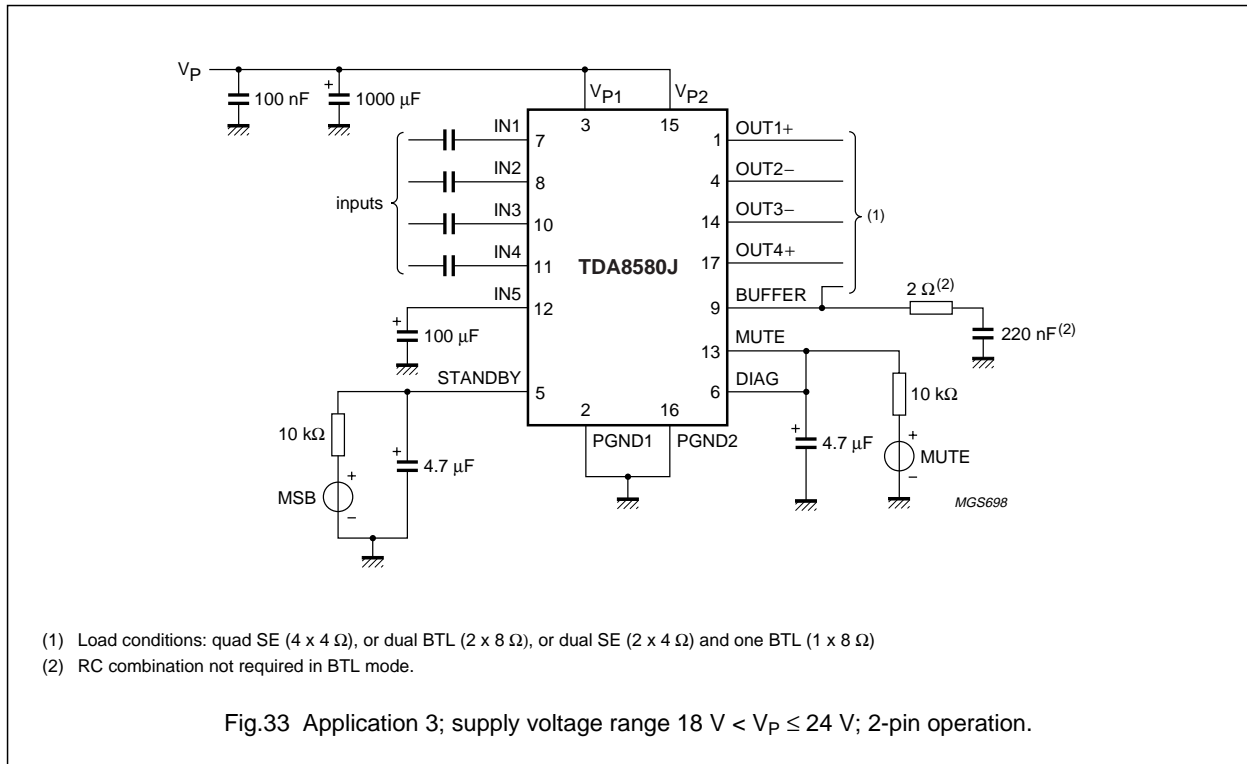 VP
100 nF
+
1000 μF
VP1
VP2
3
15
IN1
7
IN2
8
inputs
IN3
10
IN4
11
IN5
12
+
100 μF
STANDBY
5
10 kΩ
+
4.7 μF
MSB
+
−
TDA8580J
2
16
PGND1
PGND2
1
OUT1+
4
OUT2−
14
OUT3−
17
OUT4+
(1)
9
BUFFER
2 Ω(2)
220 nF(2)
13
MUTE
6
DIAG
10 kΩ
+
4.7 μF
+
−
MUTE
MGS698
(1) Load conditions: quad SE (4 x 4 Ω), or dual BTL (2 x 8 Ω), or dual SE (2 x 4 Ω) and one BTL (1 x 8 Ω)
(2) RC combination not required in BTL mode.
Fig.33 Application 3; supply voltage range 18 V < VP ≤ 24 V; 2-pin operation.